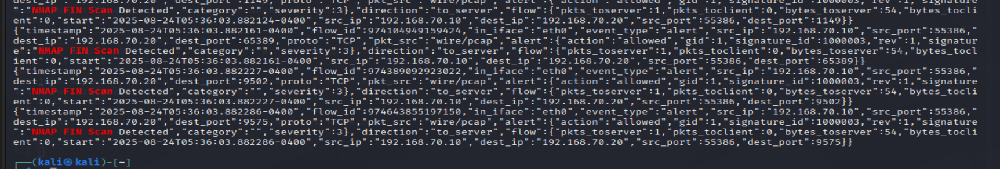 dest_ip":"192.168.70.20","dest_port":1149,"proto":"TCP","pkt_src":"wire/pcap","alert":{"action":"allowed","gid":1,"signature_id":1000003,"rev":1,"signature
":"NMAP FIN Scan Detected","category":"","severity":3},"direction":"to_server","flow":{"pkts_toserver":1,"pkts_toclient":0,"bytes_toserver":54,"bytes_tocli
ent":0,"start":"2025-08-24T05:36:03.882124-0400","src_ip":"192.168.70.10","dest_ip":"192.168.70.20","src_port":55386,"dest_port":1149}}
{"timestamp":"2025-08-24T05:36:03.882161-0400","flow_id":974104949159424,"in_iface":"eth0","event_type":"alert","src_ip":"192.168.70.10","src_port":55386,"
dest_ip":"192.168.70.20","dest_port":65389,"proto":"TCP","pkt_src":"wire/pcap","alert":{"action":"allowed","gid":1,"signature_id":1000003,"rev":1,"signatur
e":"NMAP FIN Scan Detected","category":"","severity":3},"direction":"to_server","flow":{"pkts_toserver":1,"pkts_toclient":0,"bytes_toserver":54,"bytes_tocl
ient":0,"start":"2025-08-24T05:36:03.882161-0400","src_ip":"192.168.70.10","dest_ip":"192.168.70.20","src_port":55386,"dest_port":65389}}
{"timestamp":"2025-08-24T05:36:03.882227-0400","flow_id":974389092923022,"in_iface":"eth0","event_type":"alert","src_ip":"192.168.70.10","src_port":55386,"
dest_ip":"192.168.70.20","dest_port":9502,"proto":"TCP","pkt_src":"wire/pcap","alert":{"action":"allowed","gid":1,"signature_id":1000003,"rev":1,"signature
":"NMAP FIN Scan Detected","category":"","severity":3},"direction":"to_server","flow":{"pkts_toserver":1,"pkts_toclient":0,"bytes_toserver":54,"bytes_tocli
ent":0,"start":"2025-08-24T05:36:03.882227-0400","src_ip":"192.168.70.10","dest_ip":"192.168.70.20","src_port":55386,"dest_port":9502}}
{"timestamp":"2025-08-24T05:36:03.882286-0400","flow_id":974643855197150,"in_iface":"eth0","event_type":"alert","src_ip":"192.168.70.10","src_port":55386,"
dest_ip":"192.168.70.20","dest_port":9575,"proto":"TCP","pkt_src":"wire/pcap","alert":{"action":"allowed","gid":1,"signature_id":1000003,"rev":1,"signature
":"NMAP FIN Scan Detected","category":"","severity":3},"direction":"to_server","flow":{"pkts_toserver":1,"pkts_toclient":0,"bytes_toserver":54,"bytes_tocli
ent":0,"start":"2025-08-24T05:36:03.882286-0400","src_ip":"192.168.70.10","dest_ip":"192.168.70.20","src_port":55386,"dest_port":9575}}
┌──(kali㉿kali)-[~]